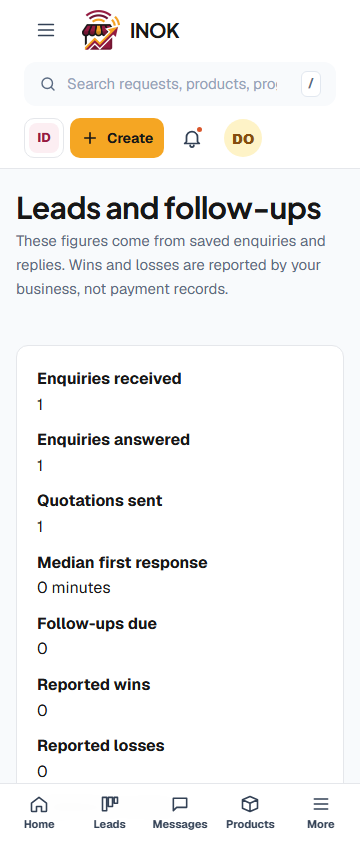 INOK
Search requests, products, pro
/
ID
Create
DO
Leads and follow-ups
These figures come from saved enquiries and
replies. Wins and losses are reported by your
business, not payment records.
Enquiries received
1
Enquiries answered
1
Quotations sent
1
Median first response
0 minutes
Follow-ups due
0
Reported wins
0
Reported losses
0
Home
Leads
Messages
Products
More